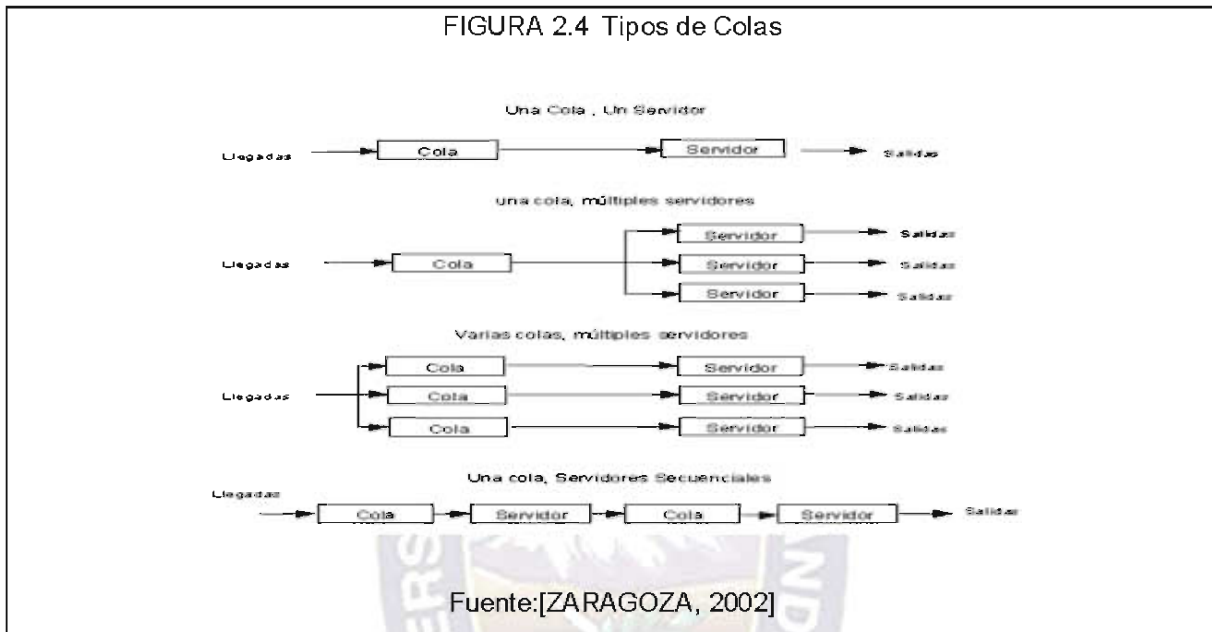 FIGURA 2.4 Tipos de Colas
Una Cola , Un Servidor
Llegadas Cola Servidor Salidas
una cola, múltiples servidores
Servidor Salidas
Llegadas Cola Servidor Salidas
Servidor Salidas
Varias colas, múltiples servidores
Cola Servidor Salidas
Llegadas Cola Servidor Salidas
Cola Servidor Salidas
Una cola, Servidores Secuenciales
Llegadas
Cola Servidor Cola Servidor Salidas
Fuente:[ZARAGOZA, 2002]